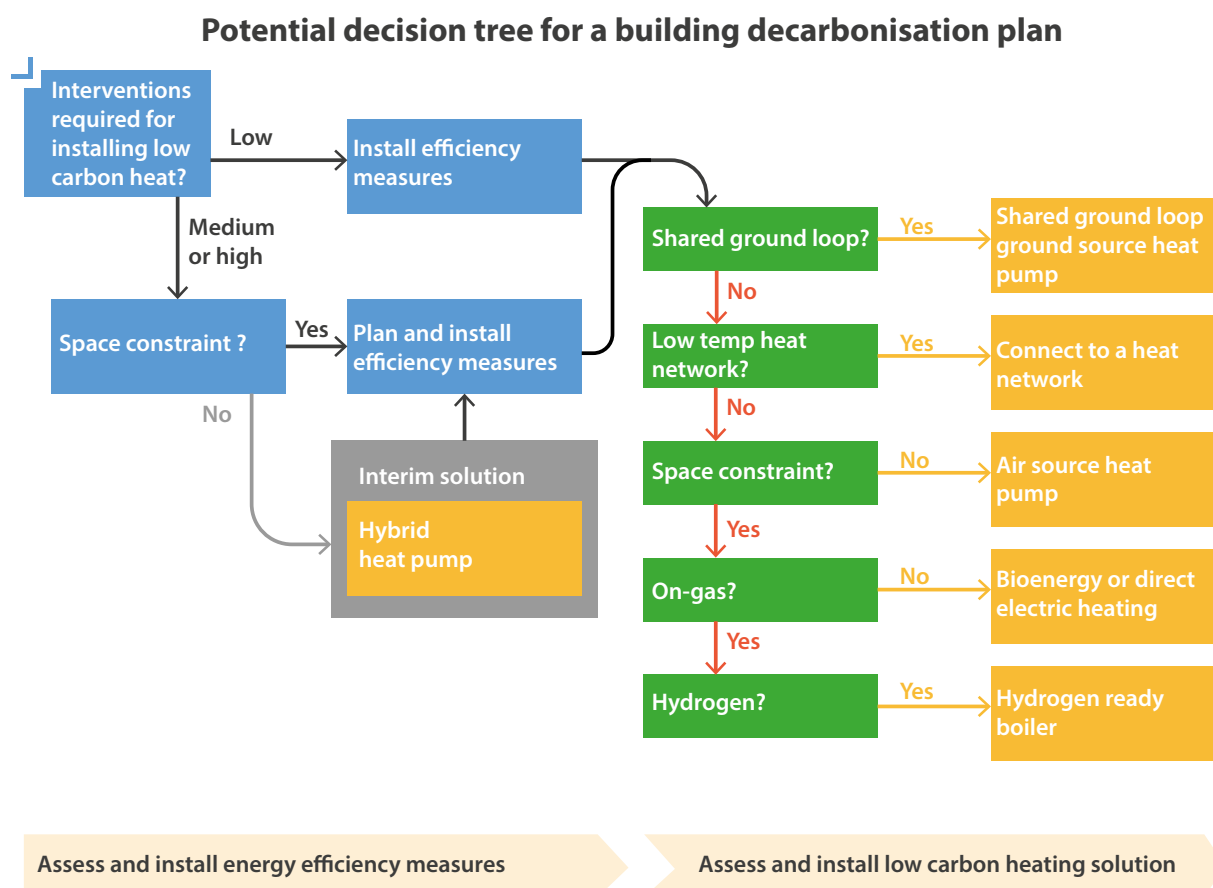 Potential decision tree for a building decarbonisation plan
Interventions
required for
installing low
carbon heat?
Low
Install efficiency
measures
Medium
or high
Space constraint ?
Yes
Plan and install
efficiency measures
No
Interim solution
Hybrid
heat pump
Shared ground loop?
Yes
Shared ground loop
ground source heat
pump
No
Low temp heat
network?
Yes
Connect to a heat
network
No
Space constraint?
No
Air source heat
pump
Yes
On-gas?
No
Bioenergy or direct
electric heating
Yes
Hydrogen?
Yes
Hydrogen ready
boiler
Assess and install energy efficiency measures
Assess and install low carbon heating solution